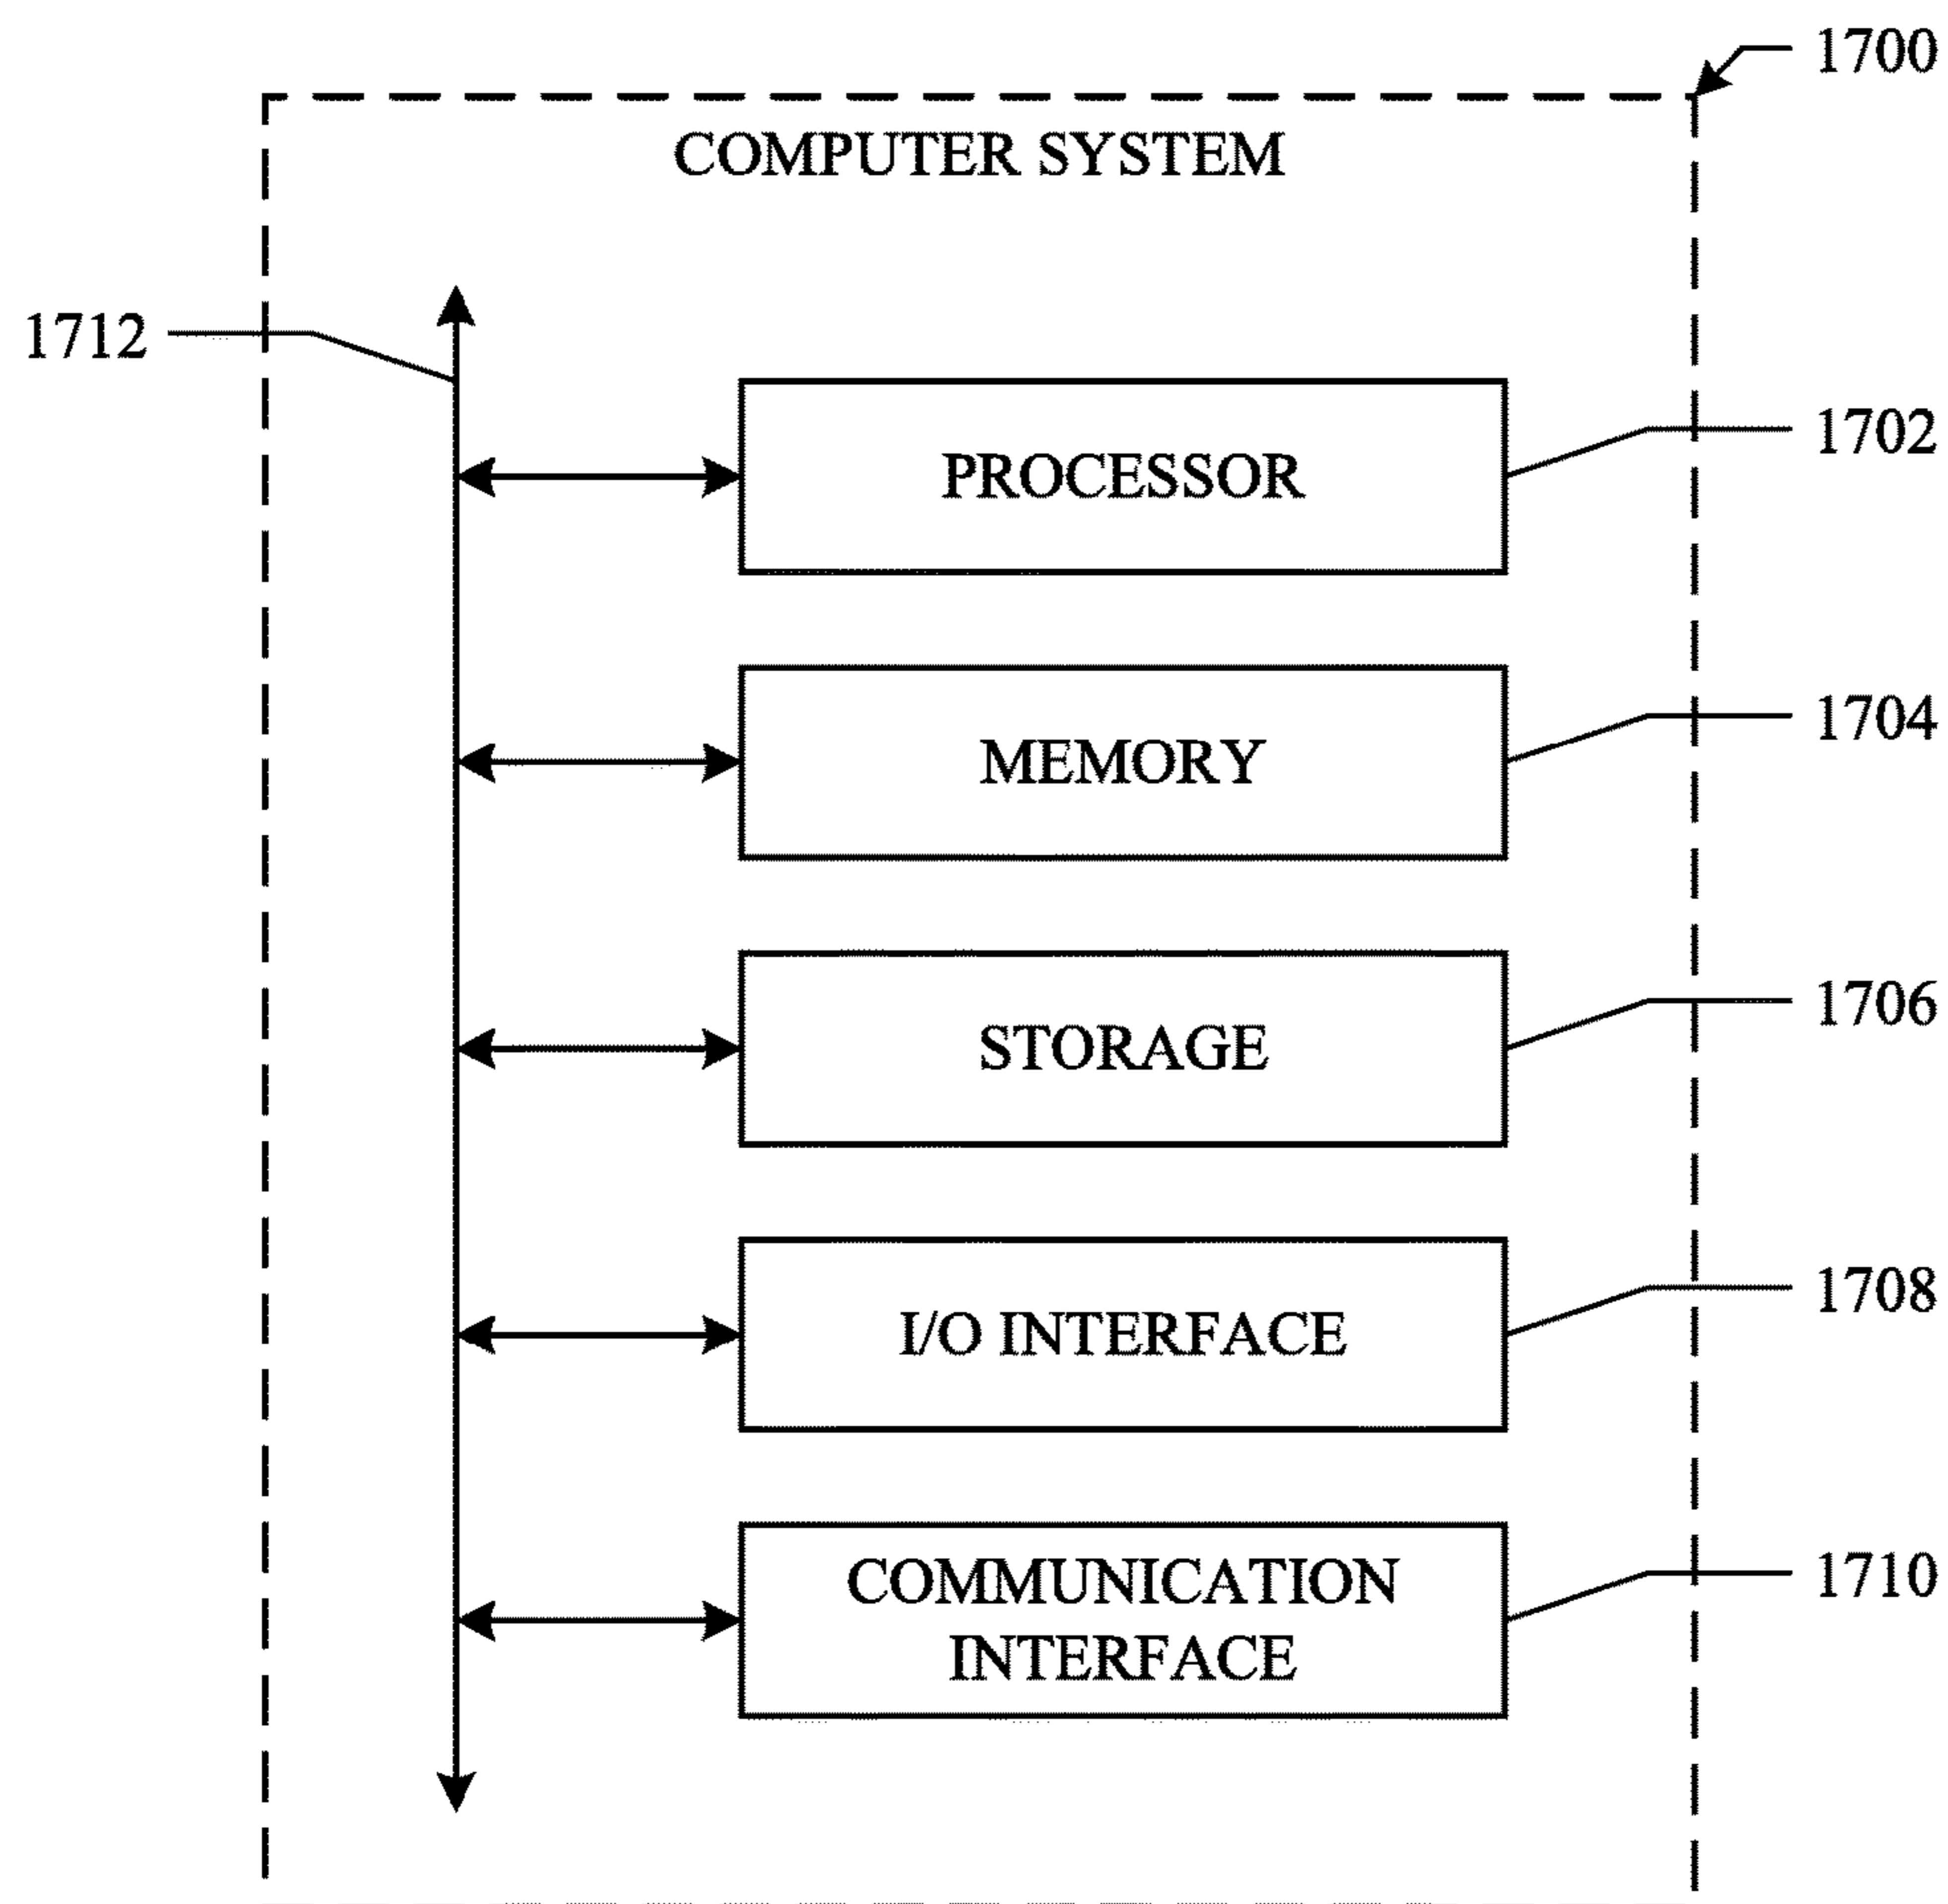 1700
COMPUTER SYSTEM
1712
PROCESSOR
1702
MEMORY
1704
STORAGE
1706
I/O INTERFACE
1708
COMMUNICATION
INTERFACE
1710